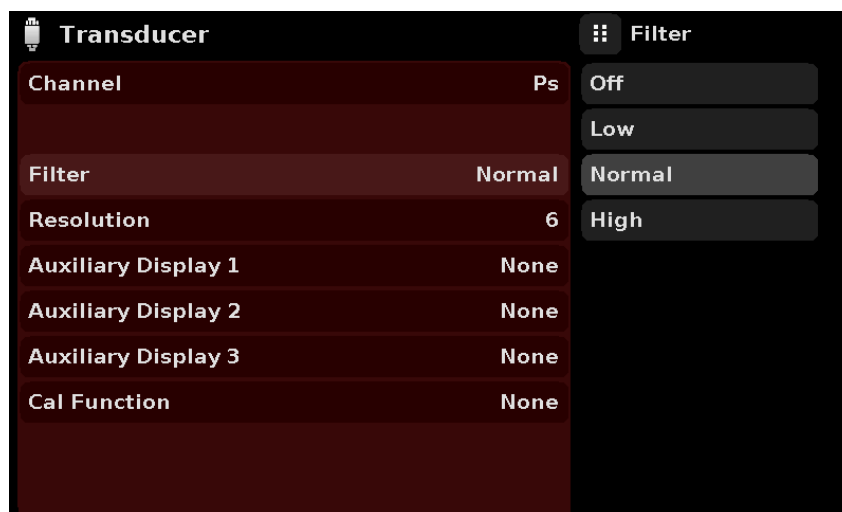 Transducer
Channel Ps
Filter Normal
Resolution 6
Auxiliary Display 1 None
Auxiliary Display 2 None
Auxiliary Display 3 None
Cal Function None
Filter
Off
Low
Normal
High